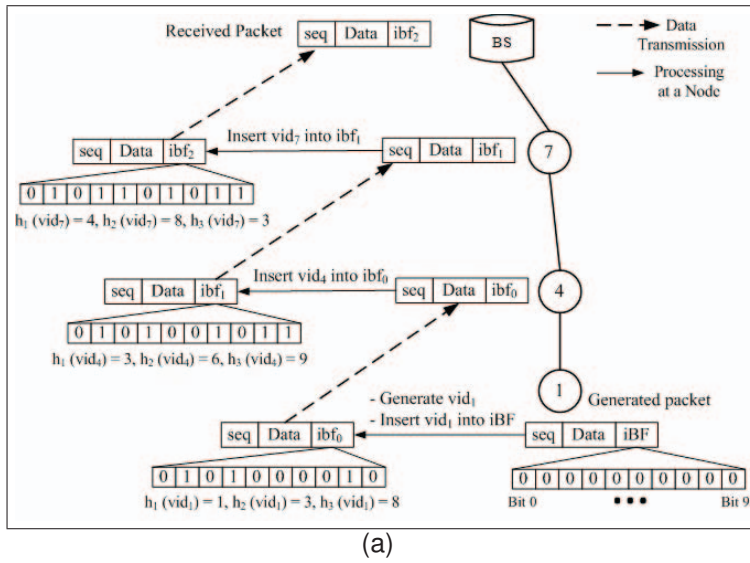 Received Packet
seq Data ibf₂
BS
Data
Transmission
Processing
at a Node
Insert vid₇ into ibf₁
seq Data ibf₂
seq Data ibf₁
7
0 1 0 1 1 0 1 0 1 1
h₁ (vid₇) = 4, h₂ (vid₇) = 8, h₃ (vid₇) = 3
Insert vid₄ into ibf₀
seq Data ibf₁
seq Data ibf₀
4
0 1 0 1 0 0 1 0 1 1
h₁ (vid₄) = 3, h₂ (vid₄) = 6, h₃ (vid₄) = 9
1
- Generate vid₁
- Insert vid₁ into iBF
Generated packet
seq Data ibf₀
seq Data iBF
0 1 0 1 0 0 0 0 1 0
0 0 0 0 0 0 0 0 0 0
h₁ (vid₁) = 1, h₂ (vid₁) = 3, h₃ (vid₁) = 8
Bit 0 ... Bit 9
(a)